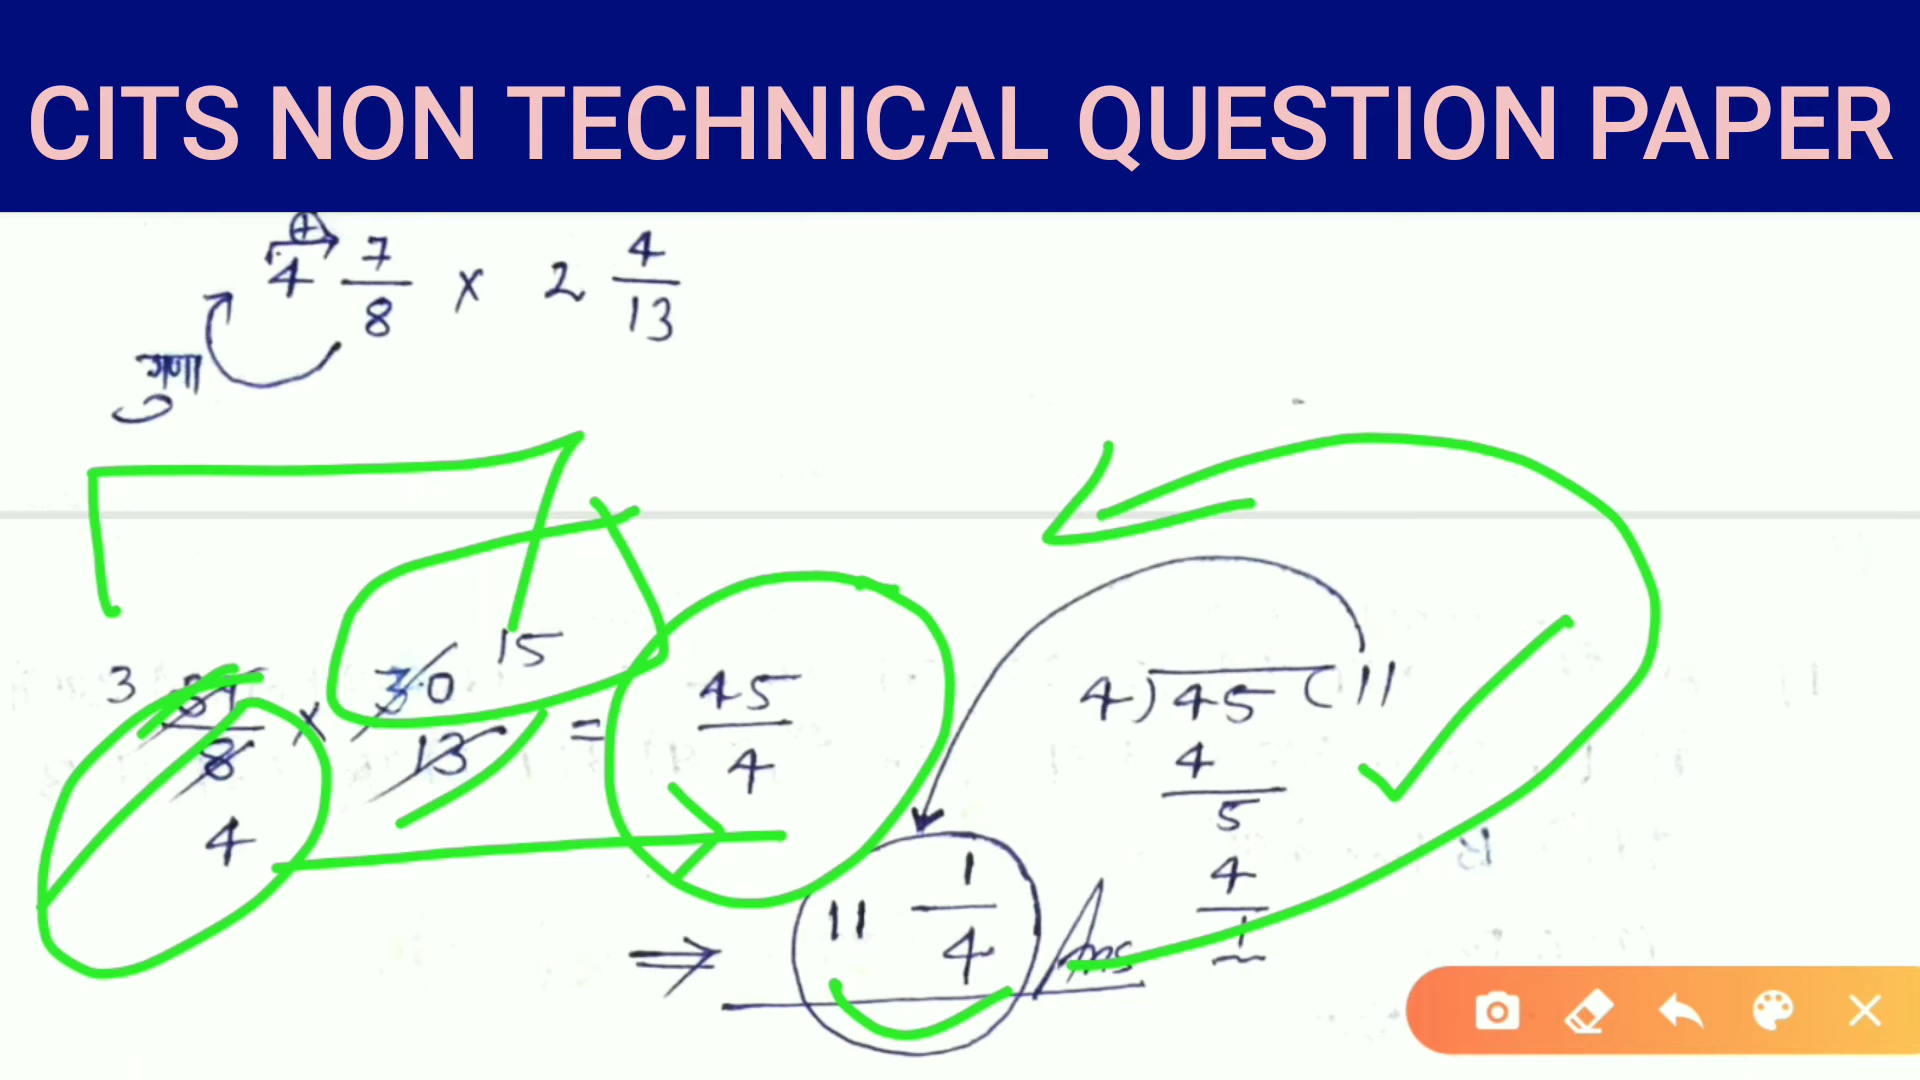 CITS NON TECHNICAL QUESTION PAPER
+
4 7/8 x 2 4/13
गुणा
3 39/8 4 x 30 15 /13 = 45/4
4)45(11
4
5
4
1
⇒ 11 1/4 Ans